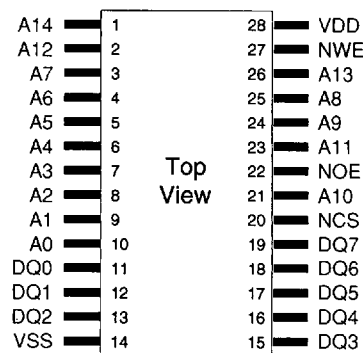 A14 1 28 VDD
A12 2 27 NWE
A7 3 26 A13
A6 4 25 A8
A5 5 24 A9
A4 6 23 A11
A3 7 Top 22 NOE
A2 8 View 21 A10
A1 9 20 NCS
A0 10 19 DQ7
DQ0 11 18 DQ6
DQ1 12 17 DQ5
DQ2 13 16 DQ4
VSS 14 15 DQ3